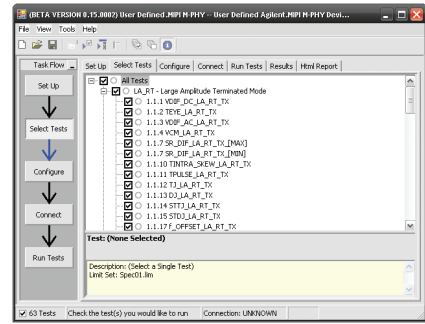 (BETA VERSION 0.15.0002) User Defined.MIPI M-PHY -- User Defined Agilent.MIPI M-PHY Devi...
File View Tools Help
Task Flow
Set Up
Select Tests
Configure
Connect
Run Tests
Set Up Select Tests Configure Connect Run Tests Results Html Report
All Tests
LA_RT - Large Amplitude Terminated Mode
1.1.1 VDIF_DC_LA_RT_TX
1.1.2 TEYE_LA_RT_TX
1.1.3 VDIF_AC_LA_RT_TX
1.1.4 VCM_LA_RT_TX
1.1.7 SR_DIF_LA_RT_TX_[MAX]
1.1.7 SR_DIF_LA_RT_TX_[MIN]
1.1.10 TINTRA_SKEW_LA_RT_TX
1.1.11 TPULSE_LA_RT_TX
1.1.12 TJ_LA_RT_TX
1.1.13 DJ_LA_RT_TX
1.1.14 STTJ_LA_RT_TX
1.1.15 STDJ_LA_RT_TX
1.1.17 f_OFFSET_LA_RT_TX
Test: (None Selected)
Description: (Select a Single Test)
Limit Set: Spec01.lim
63 Tests Check the test(s) you would like to run Connection: UNKNOWN